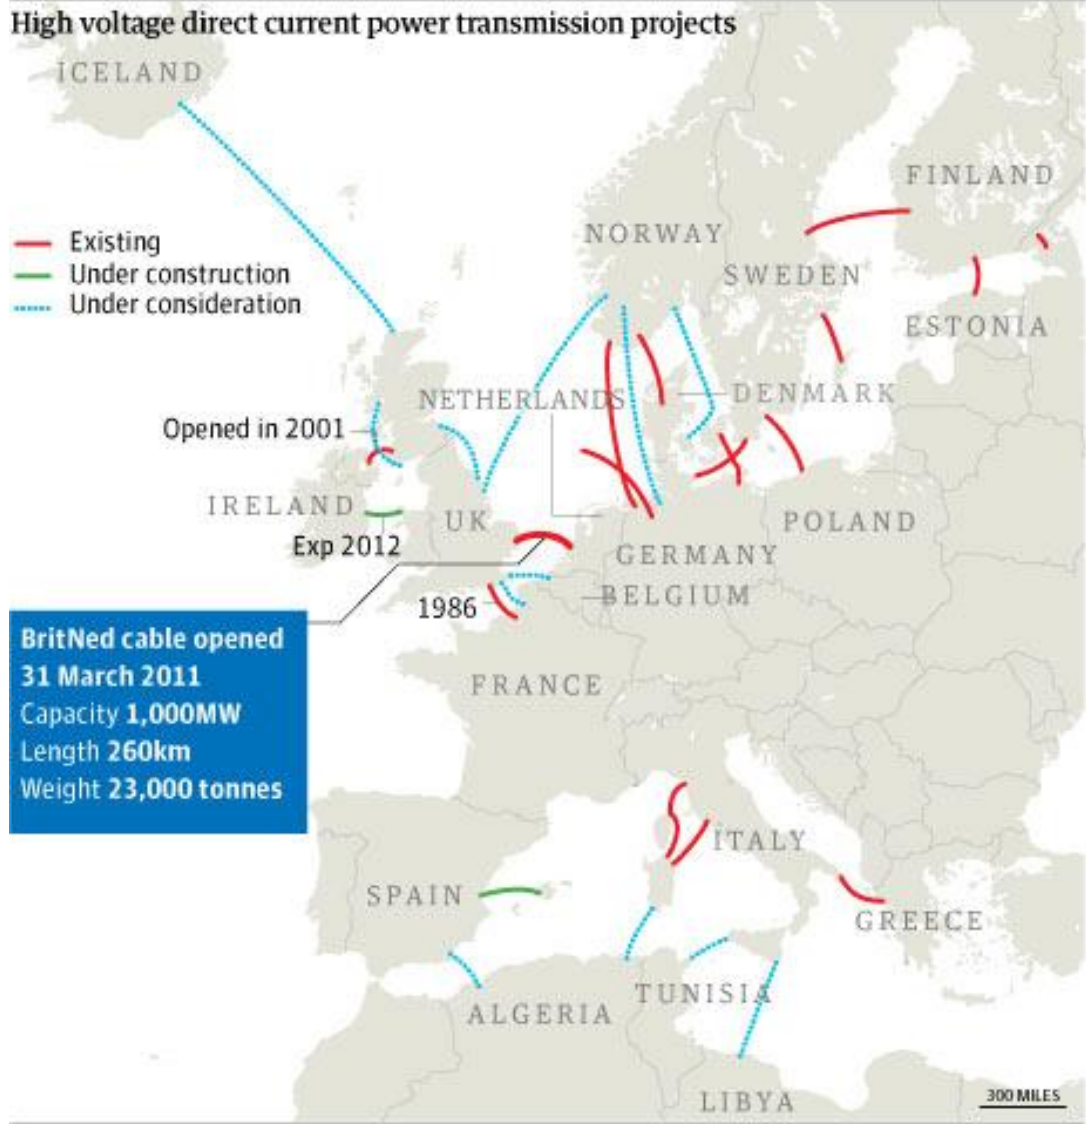 High voltage direct current power transmission projects
ICELAND
FINLAND
NORWAY
Existing
Under construction
SWEDEN
Under consideration
ESTONIA
NETHERLANDS
DENMARK
Opened in 2001
IRELAND
UK
POLAND
Exp 2012
GERMANY
BELGIUM
1986
BritNed cable opened
31 March 2011
Capacity 1,000MW
Length 260km
Weight 23,000 tonnes
FRANCE
ITALY
SPAIN
GREECE
TUNISIA
ALGERIA
LIBYA
300 MILES